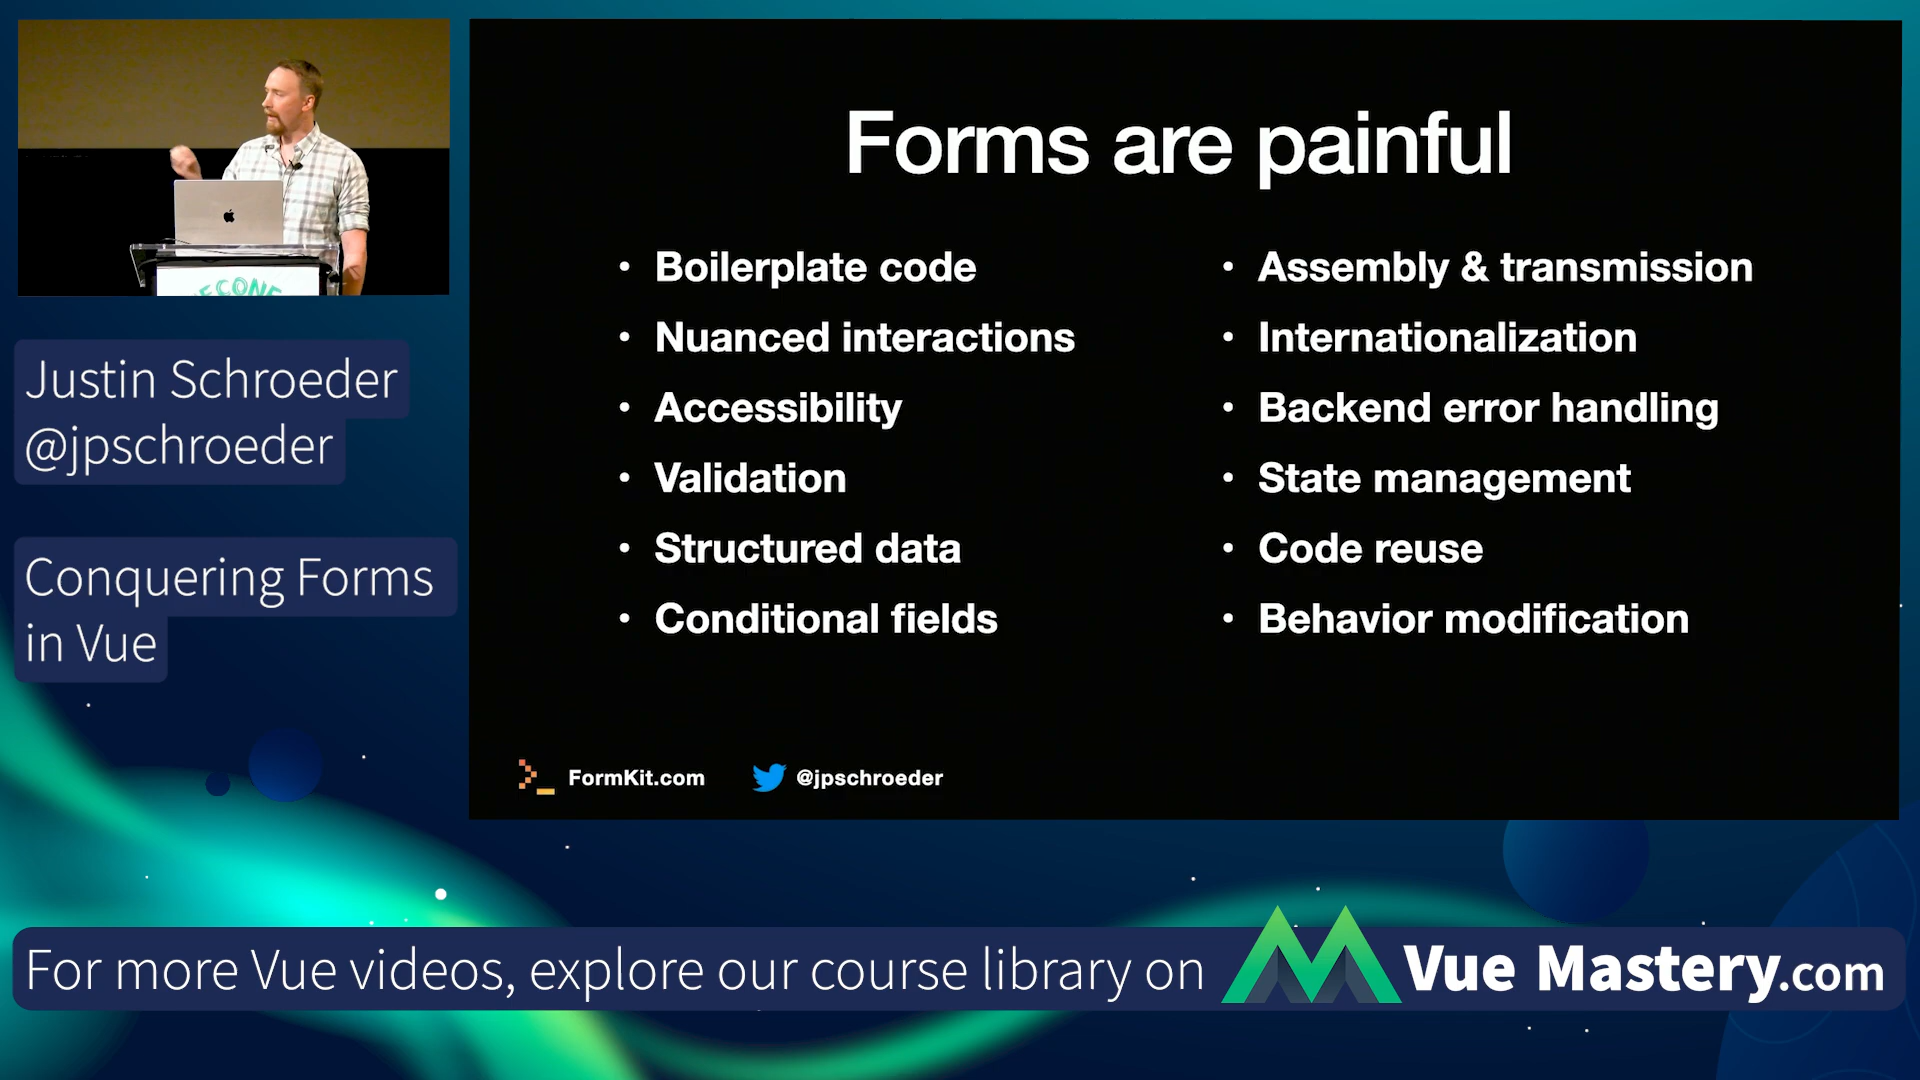 Forms are painful
• Boilerplate code
• Nuanced interactions
• Accessibility
• Validation
• Structured data
• Conditional fields
• Assembly & transmission
• Internationalization
• Backend error handling
• State management
• Code reuse
• Behavior modification
FormKit.com
@jpschroeder
Justin Schroeder
@jpschroeder
Conquering Forms
in Vue
For more Vue videos, explore our course library on Vue Mastery.com